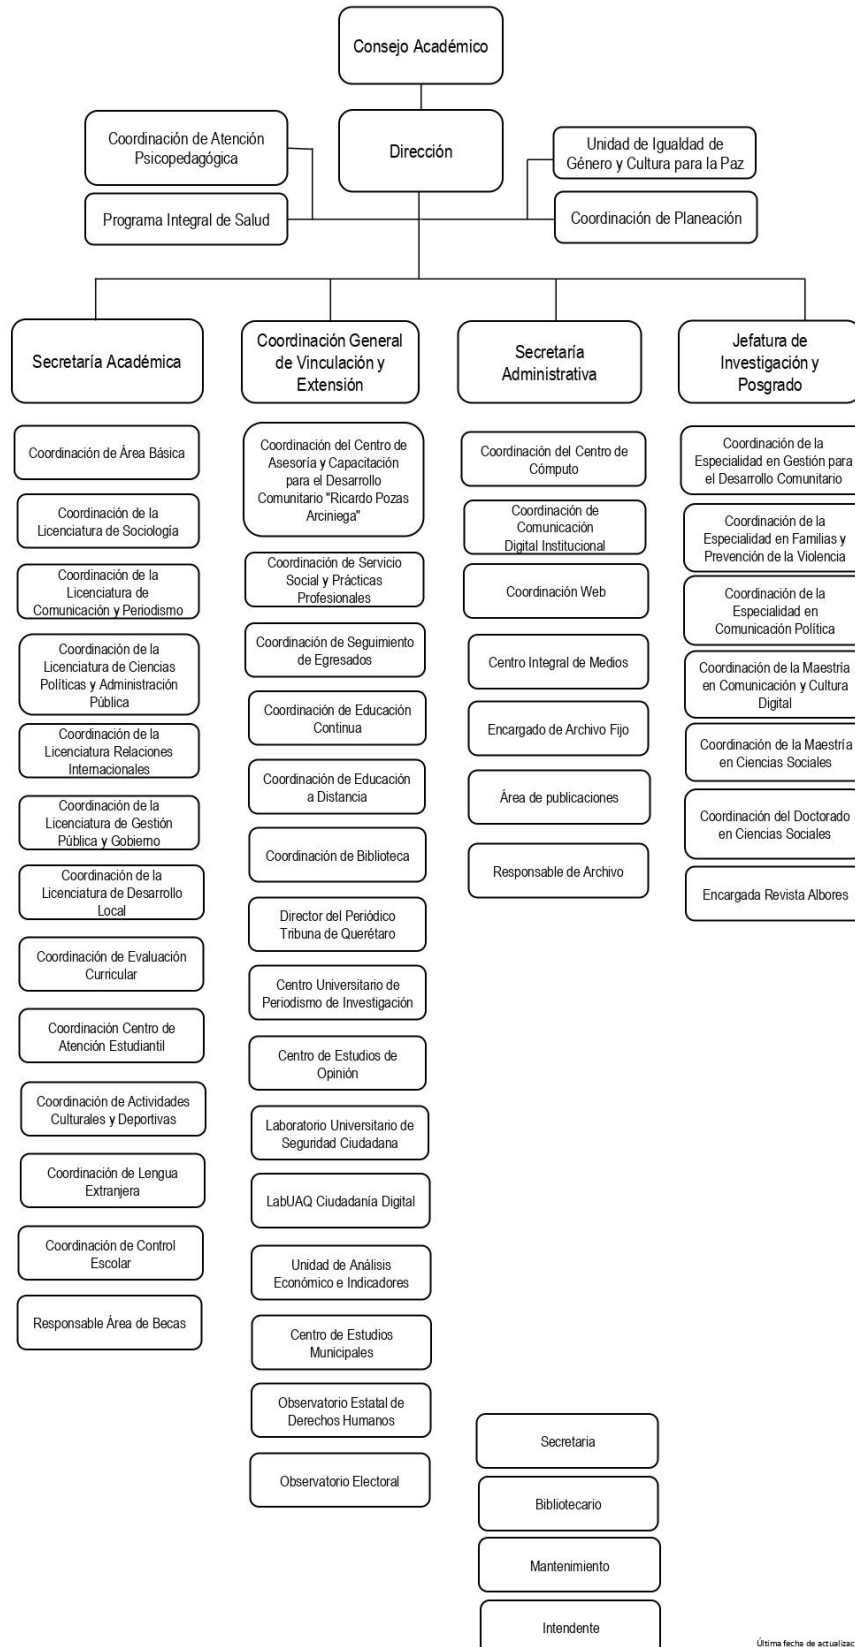 Consejo Académico
Dirección
Coordinación de Atención
Psicopedagógica
Unidad de Igualdad de
Género y Cultura para la Paz
Programa Integral de Salud
Coordinación de Planeación
Secretaría Académica
Coordinación General
de Vinculación y
Extensión
Secretaría
Administrativa
Jefatura de
Investigación y
Posgrado
Coordinación de Área Básica
Coordinación de la
Licenciatura de Sociología
Coordinación de la
Licenciatura de
Comunicación y Periodismo
Coordinación de la
Licenciatura de Ciencias
Políticas y Administración
Pública
Coordinación de la
Licenciatura Relaciones
Internacionales
Coordinación de la
Licenciatura de Gestión
Pública y Gobierno
Coordinación de la
Licenciatura de Desarrollo
Local
Coordinación de Evaluación
Curricular
Coordinación Centro de
Atención Estudiantil
Coordinación de Actividades
Culturales y Deportivas
Coordinación de Lengua
Extranjera
Coordinación de Control
Escolar
Responsable Área de Becas
Coordinación del Centro de
Asesoría y Capacitación
para el Desarrollo
Comunitario "Ricardo Pozas
Arciniega"
Coordinación de Servicio
Social y Prácticas
Profesionales
Coordinación de Seguimiento
de Egresados
Coordinación de Educación
Continua
Coordinación de Educación
a Distancia
Coordinación de Biblioteca
Director del Periódico
Tribuna de Querétaro
Centro Universitario de
Periodismo de Investigación
Centro de Estudios de
Opinión
Laboratorio Universitario de
Seguridad Ciudadana
LabUAQ Ciudadanía Digital
Unidad de Análisis
Económico e Indicadores
Centro de Estudios
Municipales
Observatorio Estatal de
Derechos Humanos
Observatorio Electoral
Coordinación del Centro de
Cómputo
Coordinación de
Comunicación
Digital Institucional
Coordinación Web
Centro Integral de Medios
Encargado de Archivo Fijo
Área de publicaciones
Responsable de Archivo
Coordinación de la
Especialidad en Gestión para
el Desarrollo Comunitario
Coordinación de la
Especialidad en Familias y
Prevención de la Violencia
Coordinación de la
Especialidad en
Comunicación Política
Coordinación de la Maestría
en Comunicación y Cultura
Digital
Coordinación de la Maestría
en Ciencias Sociales
Coordinación del Doctorado
en Ciencias Sociales
Encargada Revista Albores
Secretaria
Bibliotecario
Mantenimiento
Intendente
Última fecha de